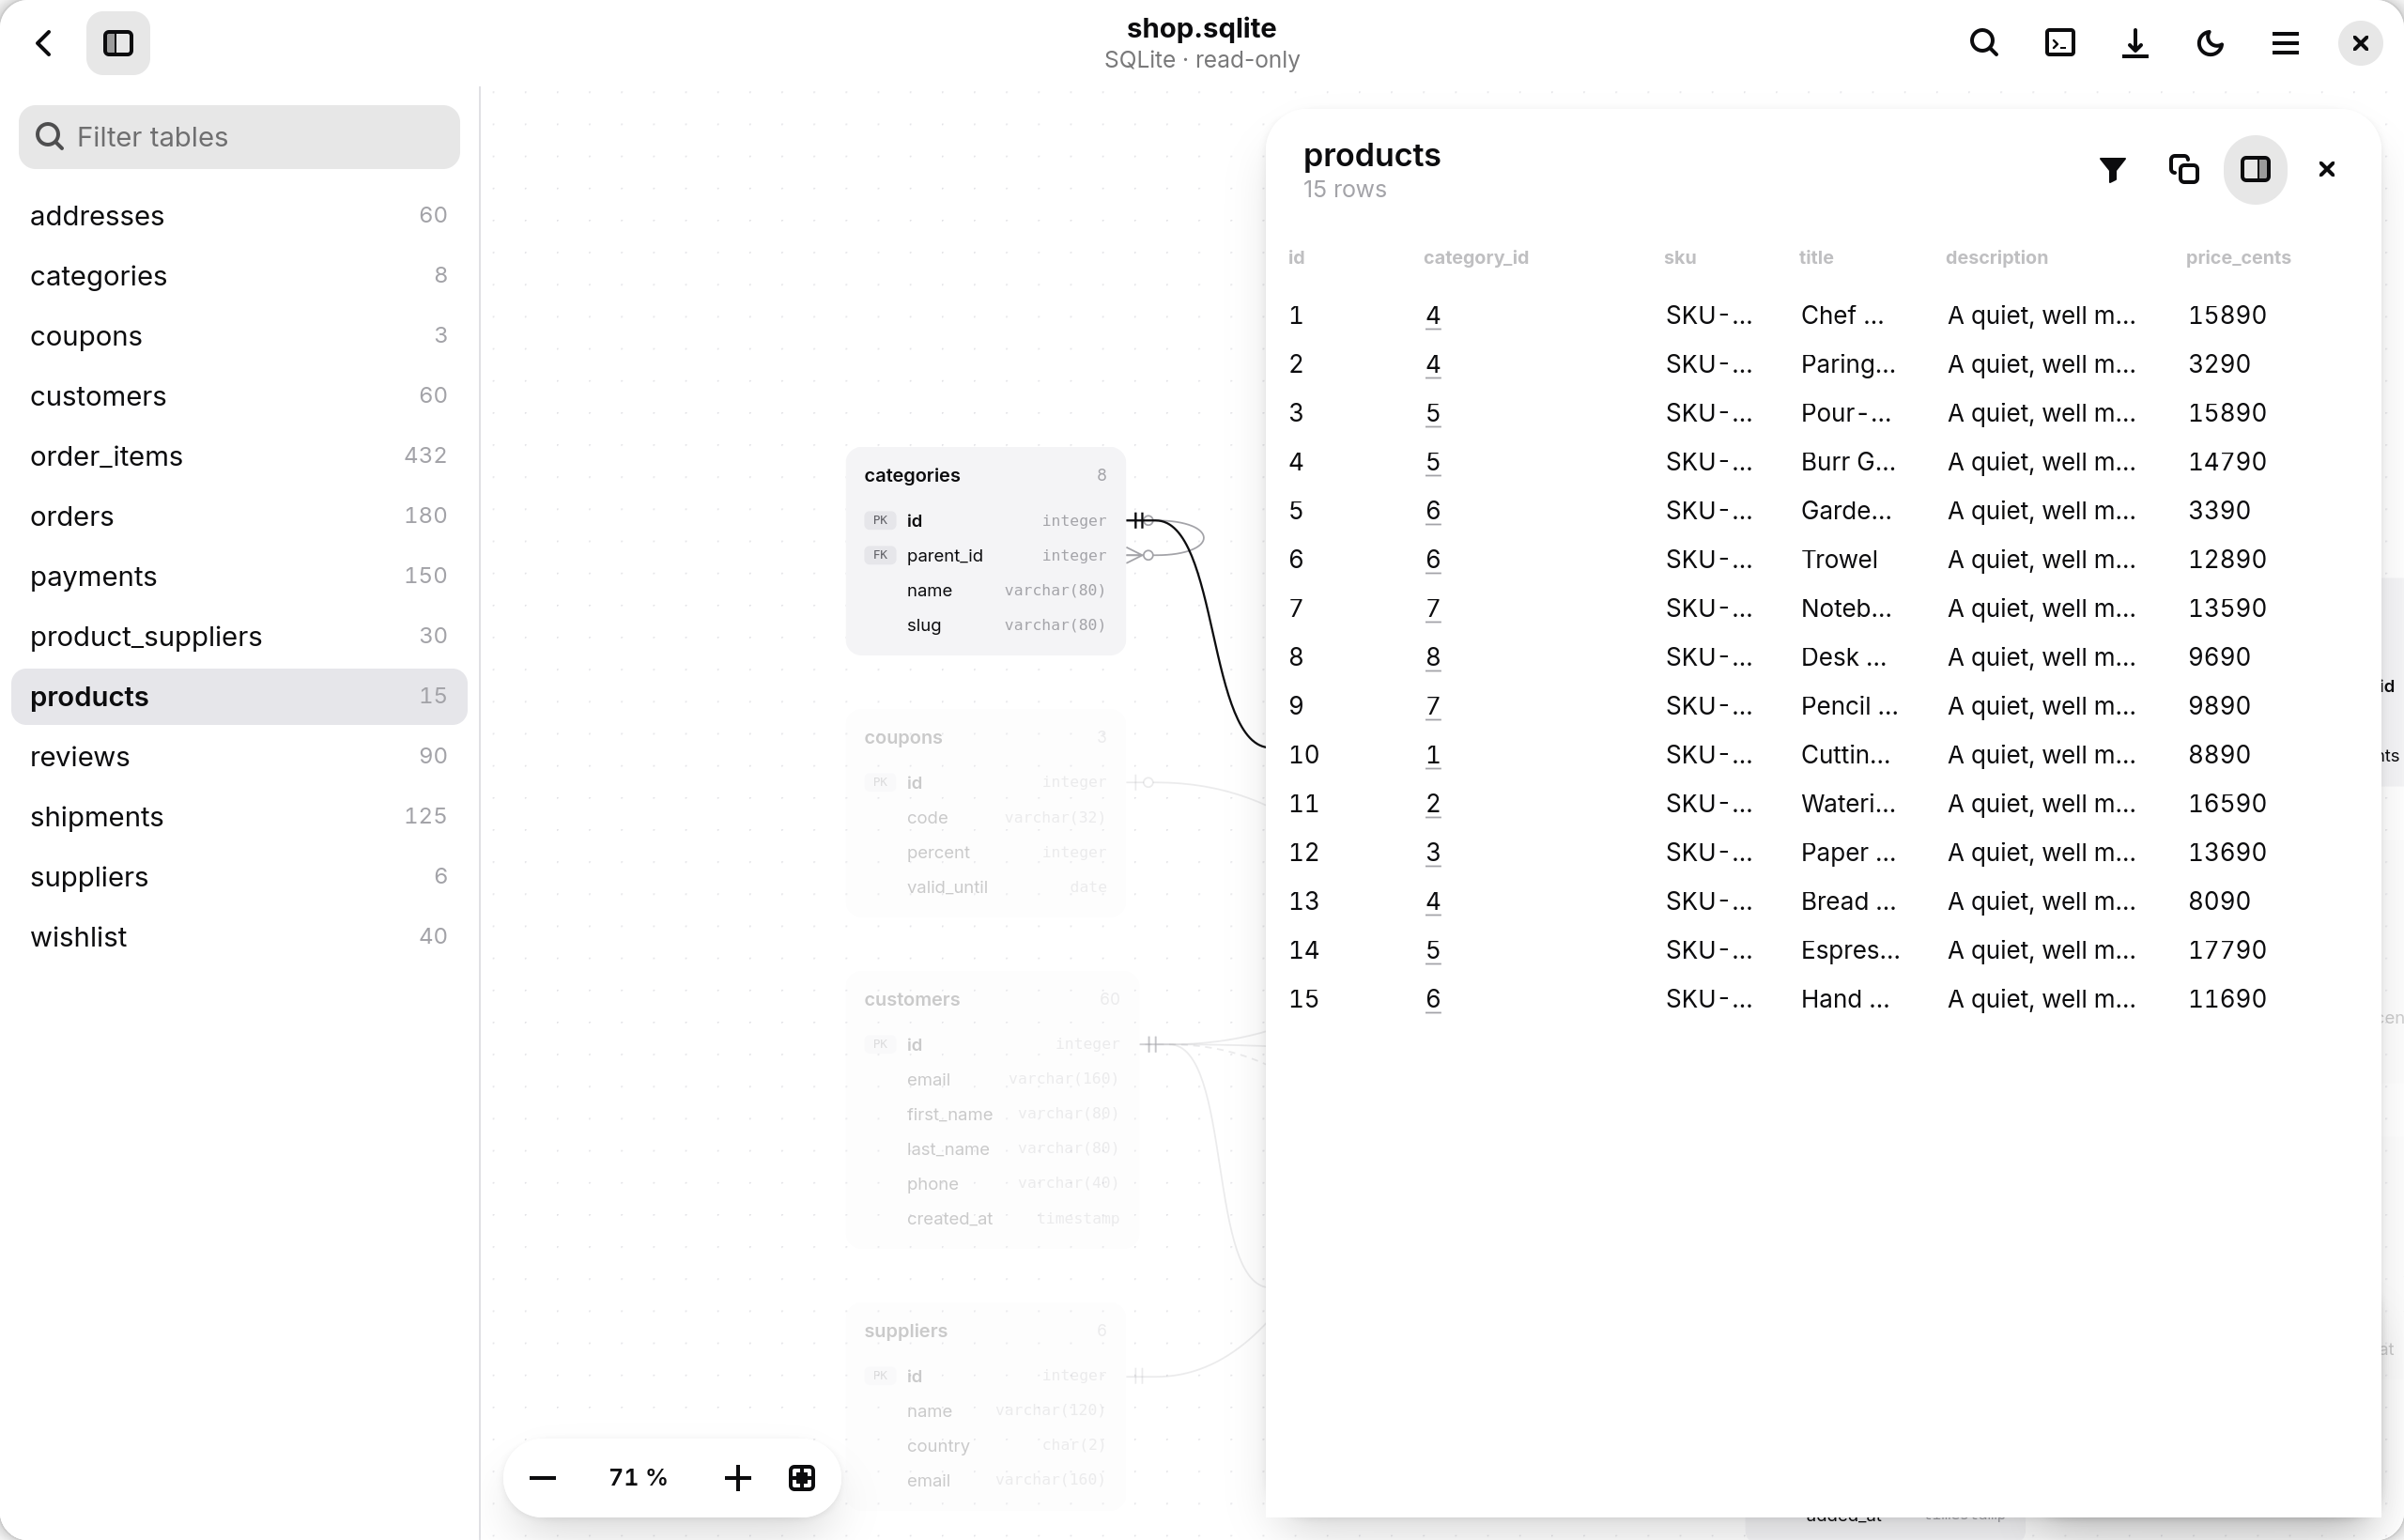 shop.sqlite
SQLite · read-only
Filter tables
addresses 60
categories 8
coupons 3
customers 60
order_items 432
orders 180
payments 150
product_suppliers 30
products 15
reviews 90
shipments 125
suppliers 6
wishlist 40
categories 8
PK id integer
FK parent_id integer
name varchar(80)
slug varchar(80)
coupons 3
PK id integer
code varchar(32)
percent integer
valid_until date
customers 60
PK id integer
email varchar(160)
first_name varchar(80)
last_name varchar(80)
phone varchar(40)
created_at timestamp
suppliers 6
PK id integer
name varchar(120)
country char(2)
email varchar(160)
71 %
products
15 rows
id category_id sku title description price_cents
1 4 SKU-... Chef ... A quiet, well m... 15890
2 4 SKU-... Paring... A quiet, well m... 3290
3 5 SKU-... Pour-... A quiet, well m... 15890
4 5 SKU-... Burr G... A quiet, well m... 14790
5 6 SKU-... Garde... A quiet, well m... 3390
6 6 SKU-... Trowel A quiet, well m... 12890
7 7 SKU-... Noteb... A quiet, well m... 13590
8 8 SKU-... Desk ... A quiet, well m... 9690
9 7 SKU-... Pencil ... A quiet, well m... 9890
10 1 SKU-... Cuttin... A quiet, well m... 8890
11 2 SKU-... Wateri... A quiet, well m... 16590
12 3 SKU-... Paper ... A quiet, well m... 13690
13 4 SKU-... Bread ... A quiet, well m... 8090
14 5 SKU-... Espres... A quiet, well m... 17790
15 6 SKU-... Hand ... A quiet, well m... 11690
id
added_at timestamp